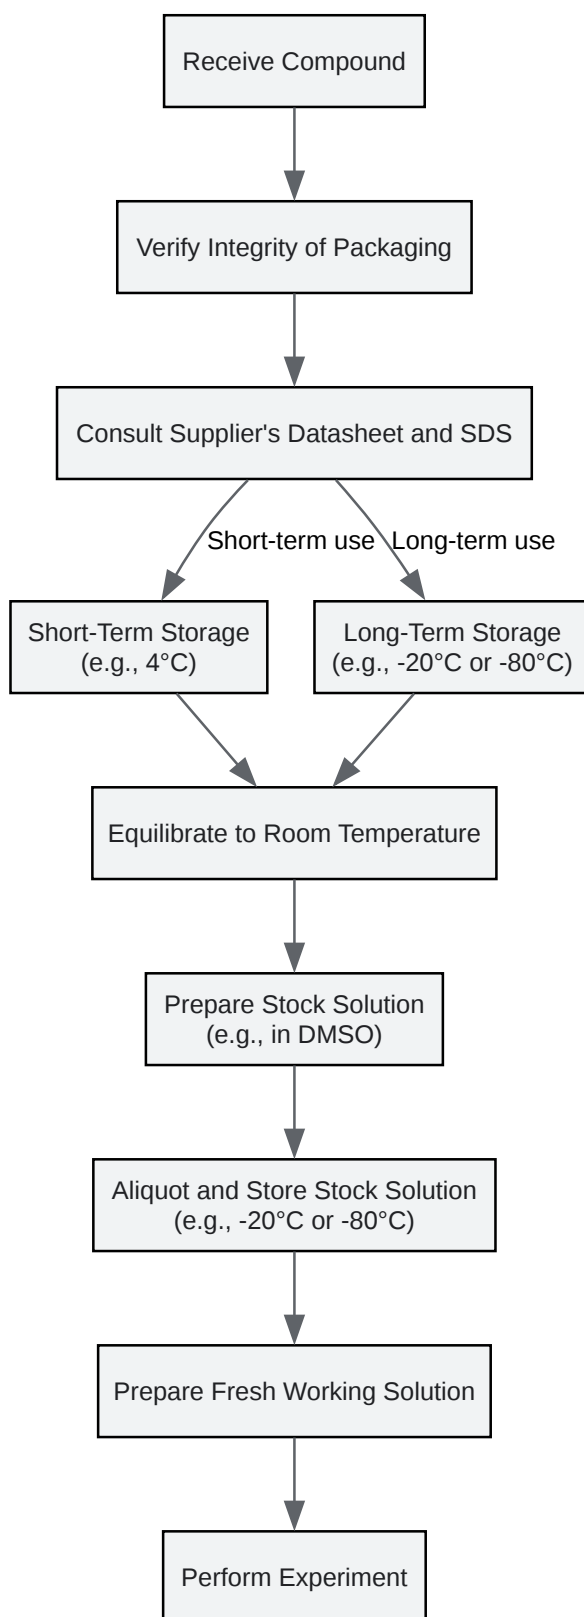 Receive Compound
Verify Integrity of Packaging
Consult Supplier's Datasheet and SDS
Short-term use
Long-term use
Short-Term Storage
(e.g., 4°C)
Long-Term Storage
(e.g., -20°C or -80°C)
Equilibrate to Room Temperature
Prepare Stock Solution
(e.g., in DMSO)
Aliquot and Store Stock Solution
(e.g., -20°C or -80°C)
Prepare Fresh Working Solution
Perform Experiment